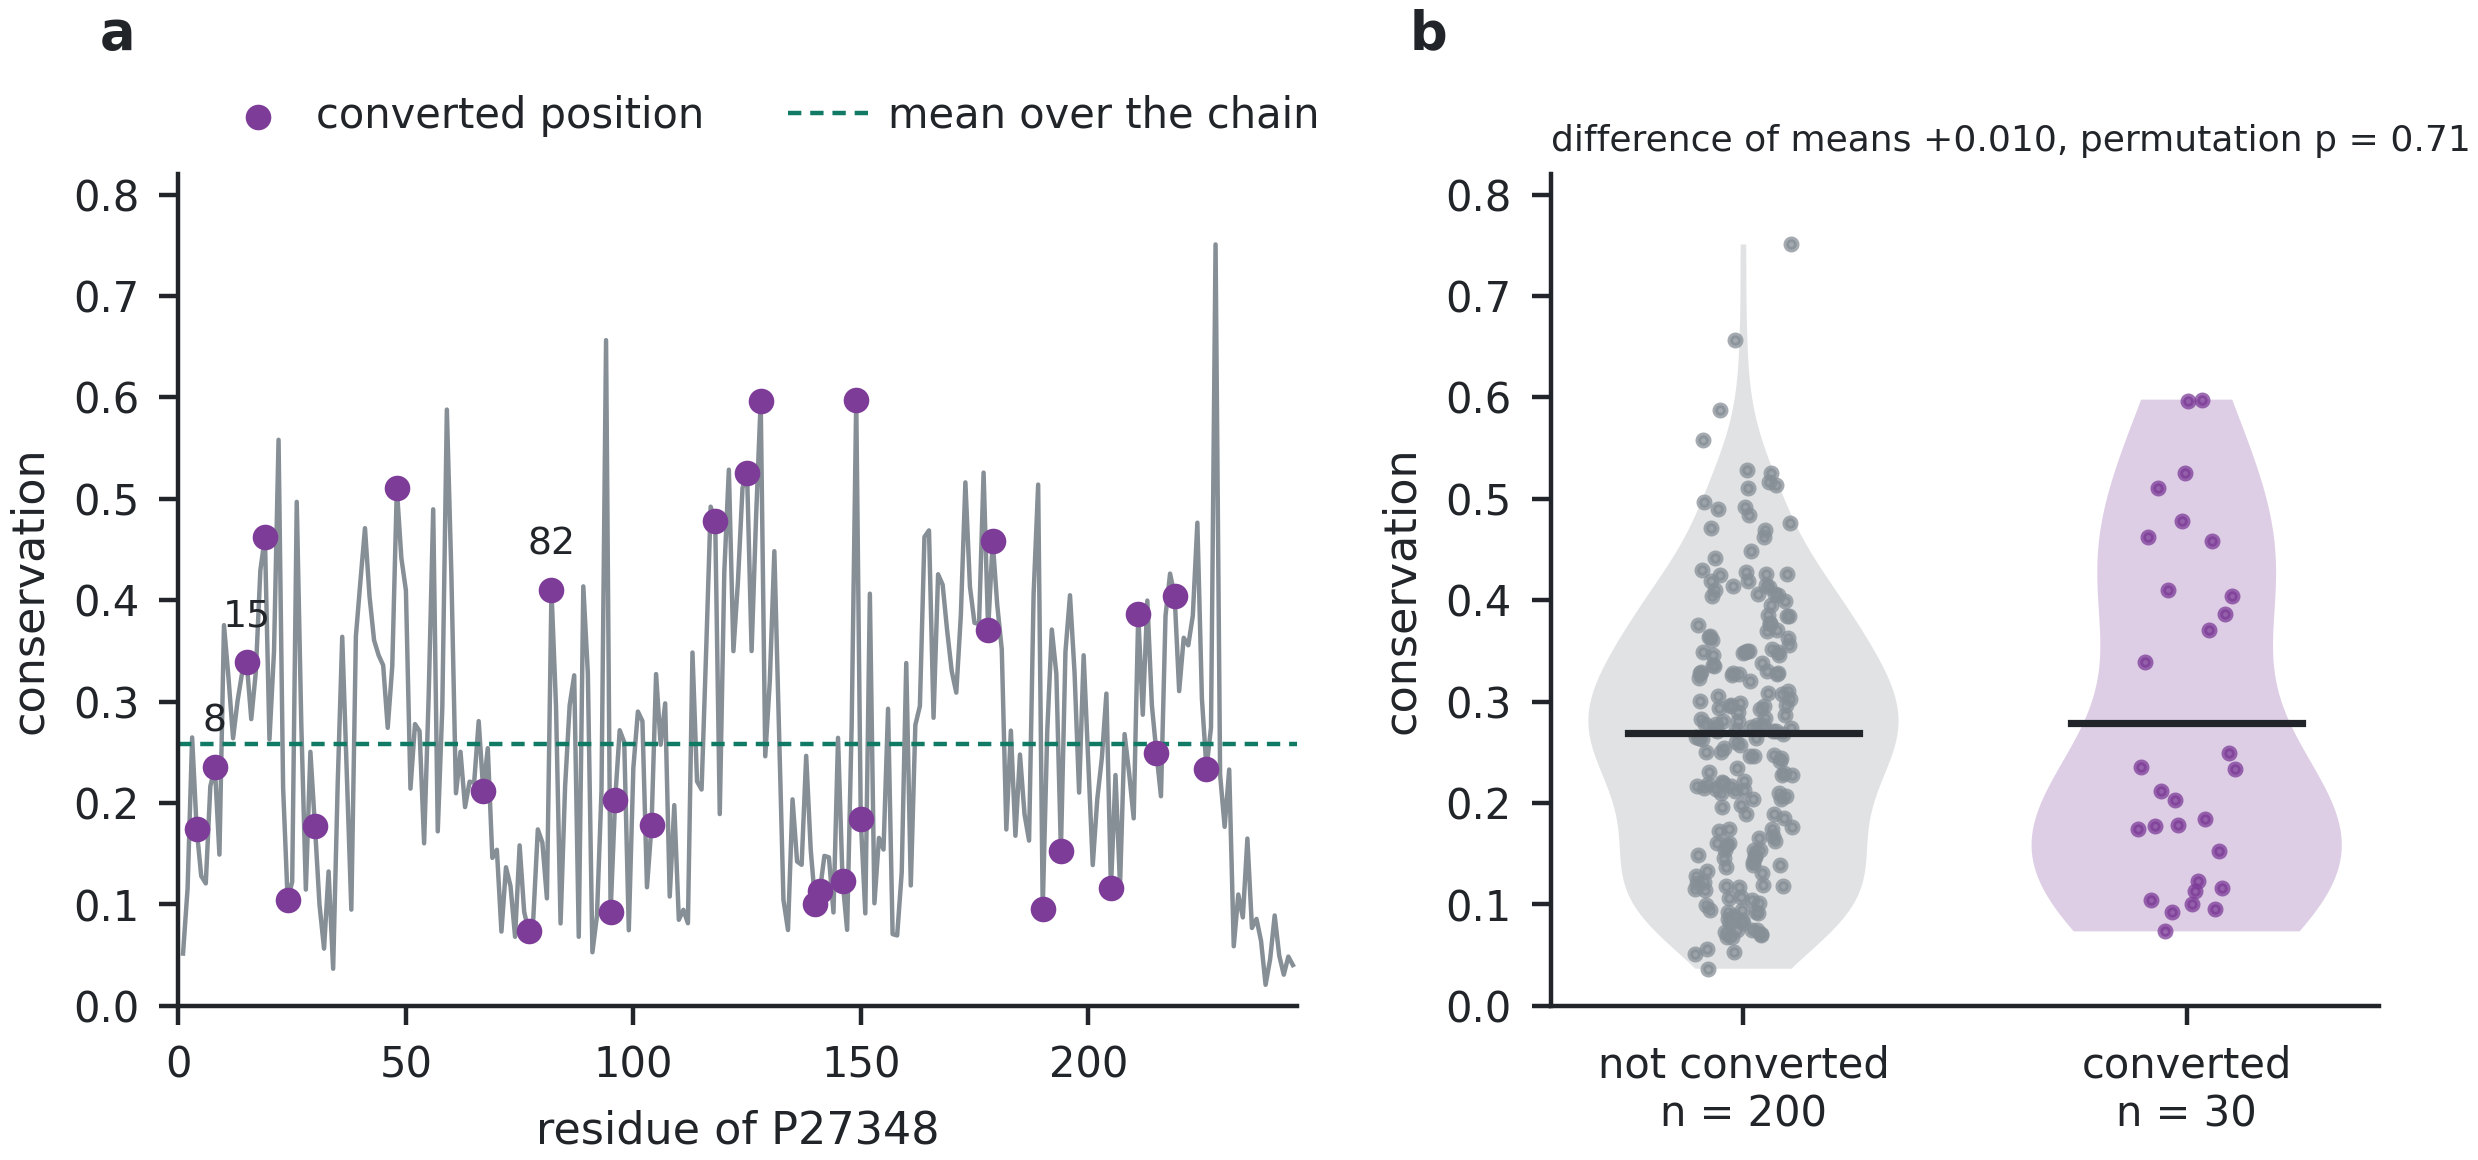 a
converted position
mean over the chain
conservation
0.8
0.7
0.6
0.5
0.4
0.3
0.2
0.1
0.0
8
15
82
0
50
100
150
200
residue of P27348
b
difference of means +0.010, permutation p = 0.71
conservation
0.8
0.7
0.6
0.5
0.4
0.3
0.2
0.1
0.0
not converted
n = 200
converted
n = 30